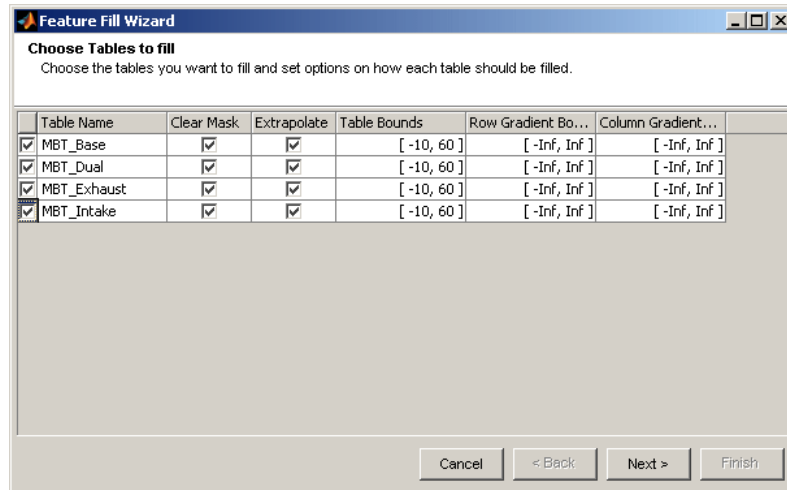 Feature Fill Wizard
Choose Tables to fill
Choose the tables you want to fill and set options on how each table should be filled.
Table Name Clear Mask Extrapolate Table Bounds Row Gradient Bo... Column Gradient...
MBT_Base [ -10, 60 ] [ -Inf, Inf ] [ -Inf, Inf ]
MBT_Dual [ -10, 60 ] [ -Inf, Inf ] [ -Inf, Inf ]
MBT_Exhaust [ -10, 60 ] [ -Inf, Inf ] [ -Inf, Inf ]
MBT_Intake [ -10, 60 ] [ -Inf, Inf ] [ -Inf, Inf ]
Cancel < Back Next > Finish